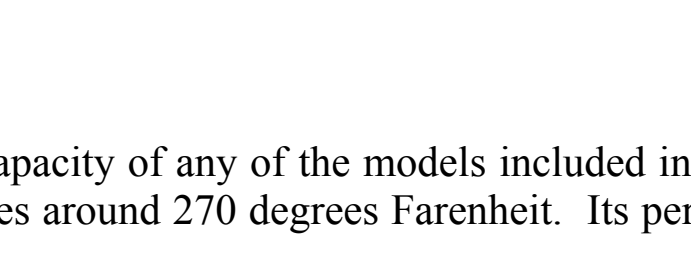 apacity of any of the models included in
es around 270 degrees Farenheit.  Its per